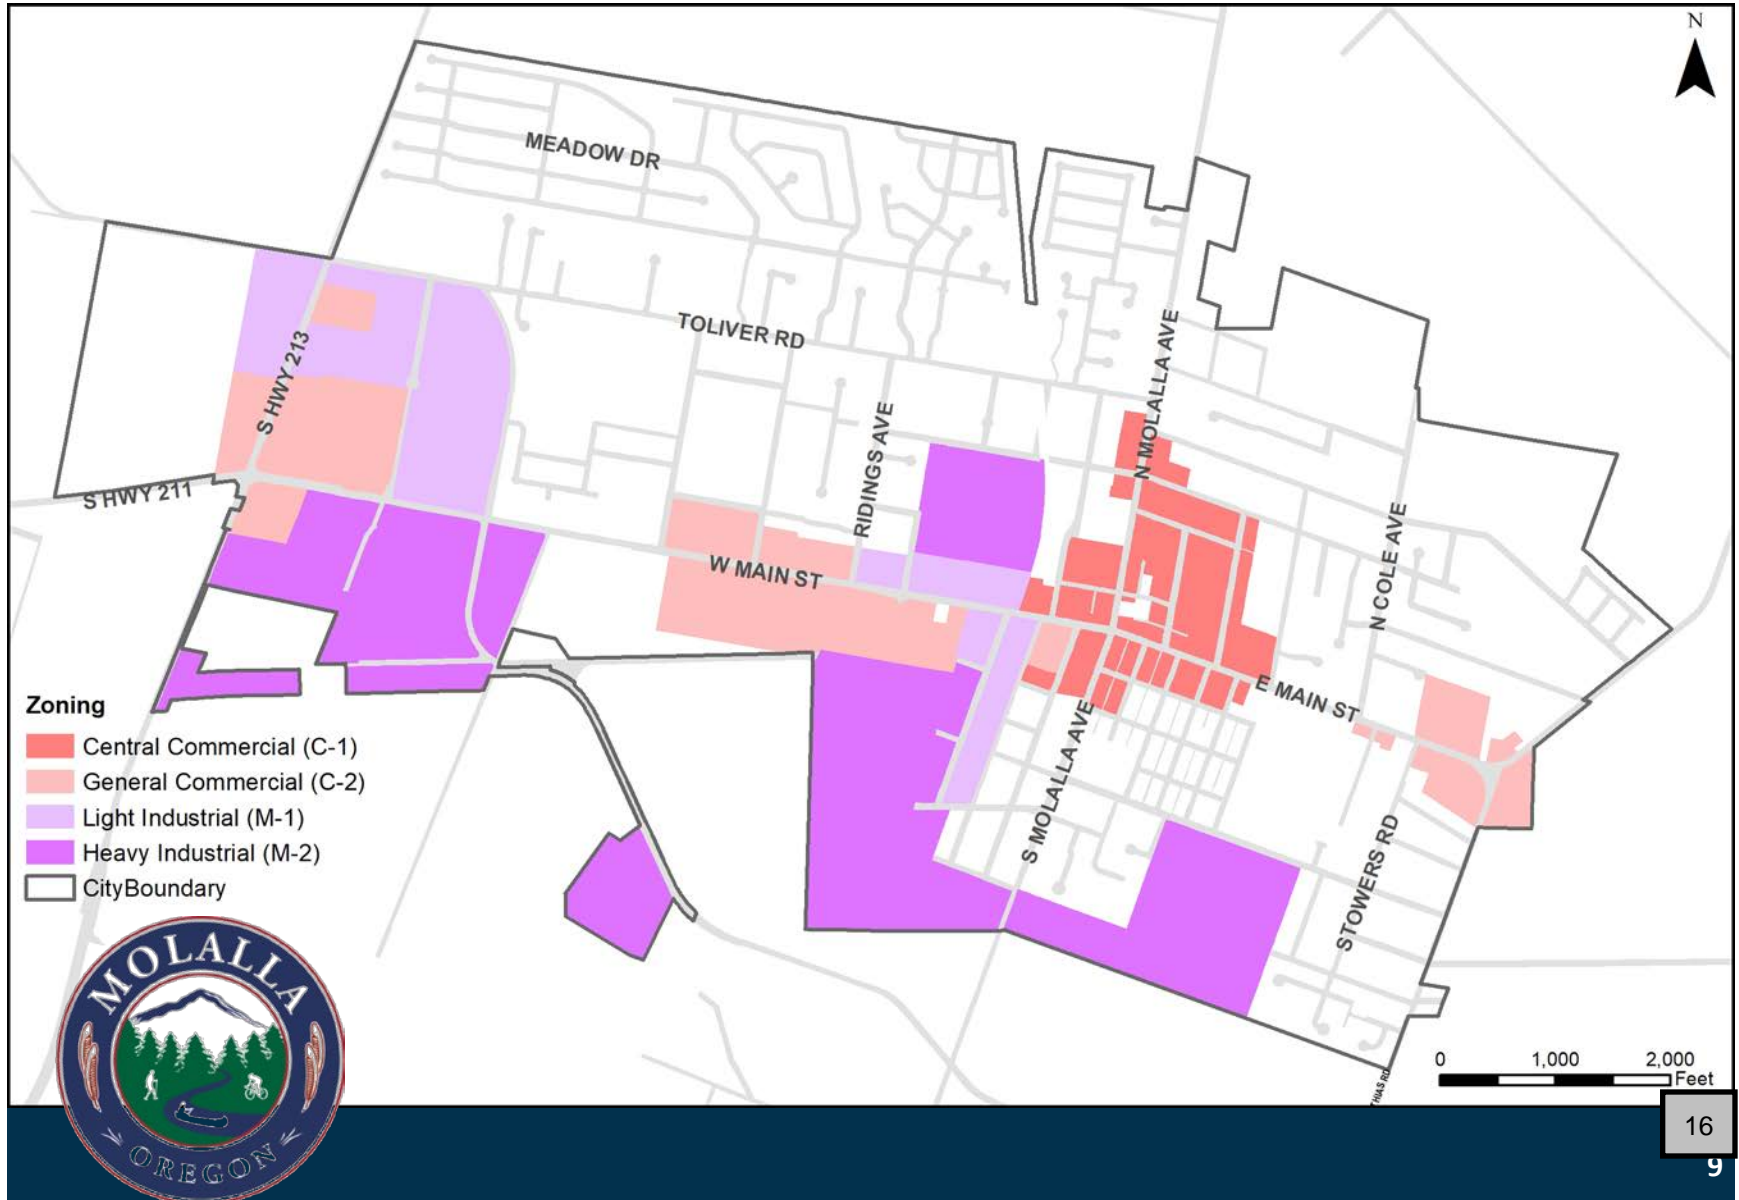 N
MEADOW DR
TOLIVER RD
S HWY 213
N MOLALLA AVE
RIDINGS AVE
S HWY 211
N COLE AVE
W MAIN ST
E MAIN ST
S MOLALLA AVE
STOWERS RD
Zoning
Central Commercial (C-1)
General Commercial (C-2)
Light Industrial (M-1)
Heavy Industrial (M-2)
CityBoundary
MOLALLA
OREGON
0 1,000 2,000
Feet
THIAS RD
16
9